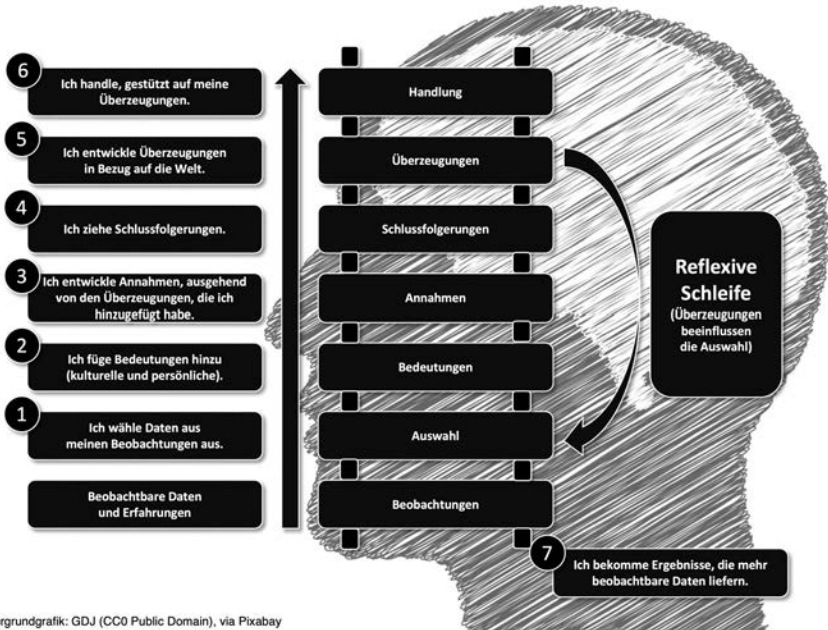 6
Ich handle, gestützt auf meine
Überzeugungen.
Handlung
5
Ich entwickle Überzeugungen
in Bezug auf die Welt.
Überzeugungen
4
Ich ziehe Schlussfolgerungen.
Schlussfolgerungen
3
Ich entwickle Annahmen, ausgehend
von den Überzeugungen, die ich
hinzugefügt habe.
Annahmen
2
Ich füge Bedeutungen hinzu
(kulturelle und persönliche).
Bedeutungen
1
Ich wähle Daten aus
meinen Beobachtungen aus.
Auswahl
Beobachtbare Daten
und Erfahrungen
Beobachtungen
Reflexive
Schleife
(Überzeugungen
beeinflussen
die Auswahl)
7
Ich bekomme Ergebnisse, die mehr
beobachtbare Daten liefern.
rgrundgrafik: GDJ (CC0 Public Domain), via Pixabay